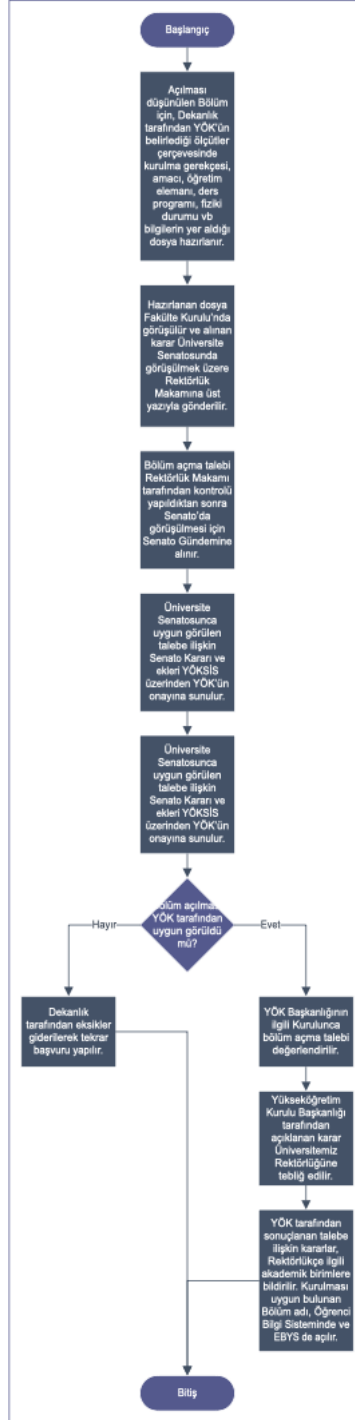 Başlangıç
Açılması
düşünülen Bölüm
için, Dekanlık
tarafından YÖK'ün
belirlediği ölçütler
çerçevesinde
kurulma gerekçesi,
amacı, öğretim
elemanı, ders
programı, fiziki
durumu vb
bilgilerin yer aldığı
dosya hazırlanır.
Hazırlanan dosya
Fakülte Kurulu'nda
görüşülür ve alınan
karar Üniversite
Senatosunda
görüşülmek üzere
Rektörlük
Makamına üst
yazıyla gönderilir.
Bölüm açma talebi
Rektörlük Makamı
tarafından kontrolü
yapıldıktan sonra
Senato'da
görüşülmesi için
Senato Gündemine
alınır.
Üniversite
Senatosunca
uygun görülen
talebe ilişkin
Senato Kararı ve
ekleri YÖKSİS
üzerinden YÖK'ün
onayına sunulur.
Üniversite
Senatosunca
uygun görülen
talebe ilişkin
Senato Kararı ve
ekleri YÖKSİS
üzerinden YÖK'ün
onayına sunulur.
ölüm açılma
YÖK tarafından
uygun görüldü
mü?
Hayır
Evet
Dekanlık
tarafından eksikler
giderilerek tekrar
başvuru yapılır.
YÖK Başkanlığının
ilgili Kurulunca
bölüm açma talebi
değerlendirilir.
Yükseköğretim
Kurulu Başkanlığı
tarafından
açıklanan karar
Üniversitemiz
Rektörlüğüne
tebliğ edilir.
YÖK tarafından
sonuçlanan talebe
ilişkin kararlar,
Rektörlükçe ilgili
akademik birimlere
bildirilir. Kurulması
uygun bulunan
Bölüm adı, Öğrenci
Bilgi Sisteminde ve
EBYS de açılır.
Bitiş